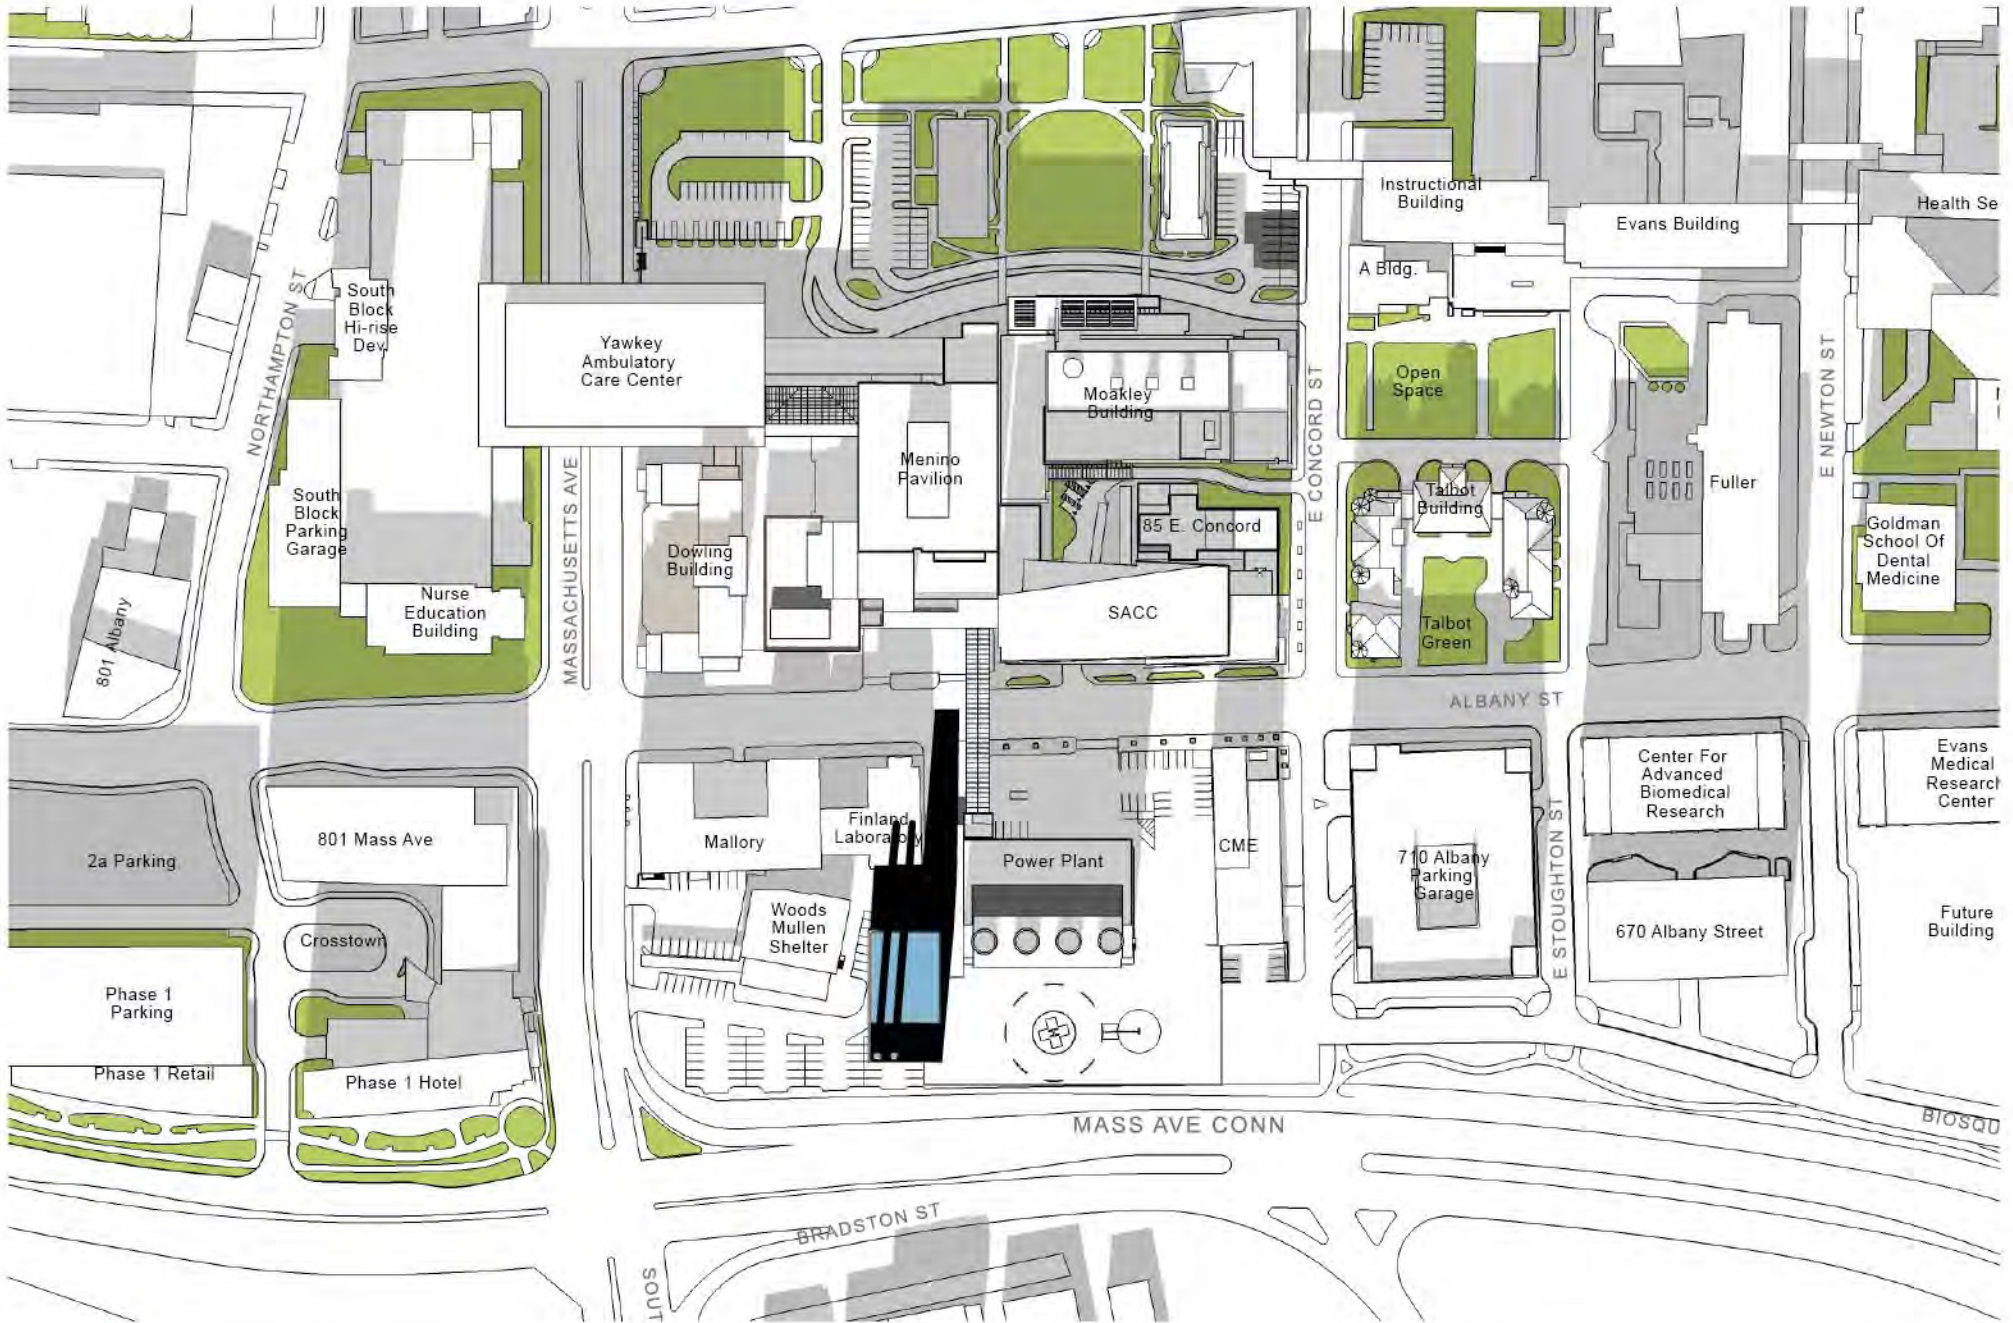 Instructional
Building
Evans Building
Health Se
A Bldg.
NORTHAMPTON ST
South
Block
Hi-rise
Dev.
Yawkey
Ambulatory
Care Center
Moakley
Building
E CONCORD ST
Open
Space
E NEWTON ST
Menino
Pavilion
South
Block
Parking
Garage
MASSACHUSETTS AVE
Dowling
Building
85 E. Concord
Talbot
Building
Fuller
Goldman
School Of
Dental
Medicine
801 Albany
Nurse
Education
Building
SACC
Talbot
Green
ALBANY ST
2a Parking
801 Mass Ave
Mallory
Finland
Laboratory
Power Plant
CME
710 Albany
Parking
Garage
E STOUGHTON ST
Center For
Advanced
Biomedical
Research
Evans
Medical
Research
Center
Crosstown
Woods
Mullen
Shelter
670 Albany Street
Future
Building
Phase 1
Parking
Phase 1 Retail
Phase 1 Hotel
MASS AVE CONN
BIOSQU
BRADSTON ST
SOUT